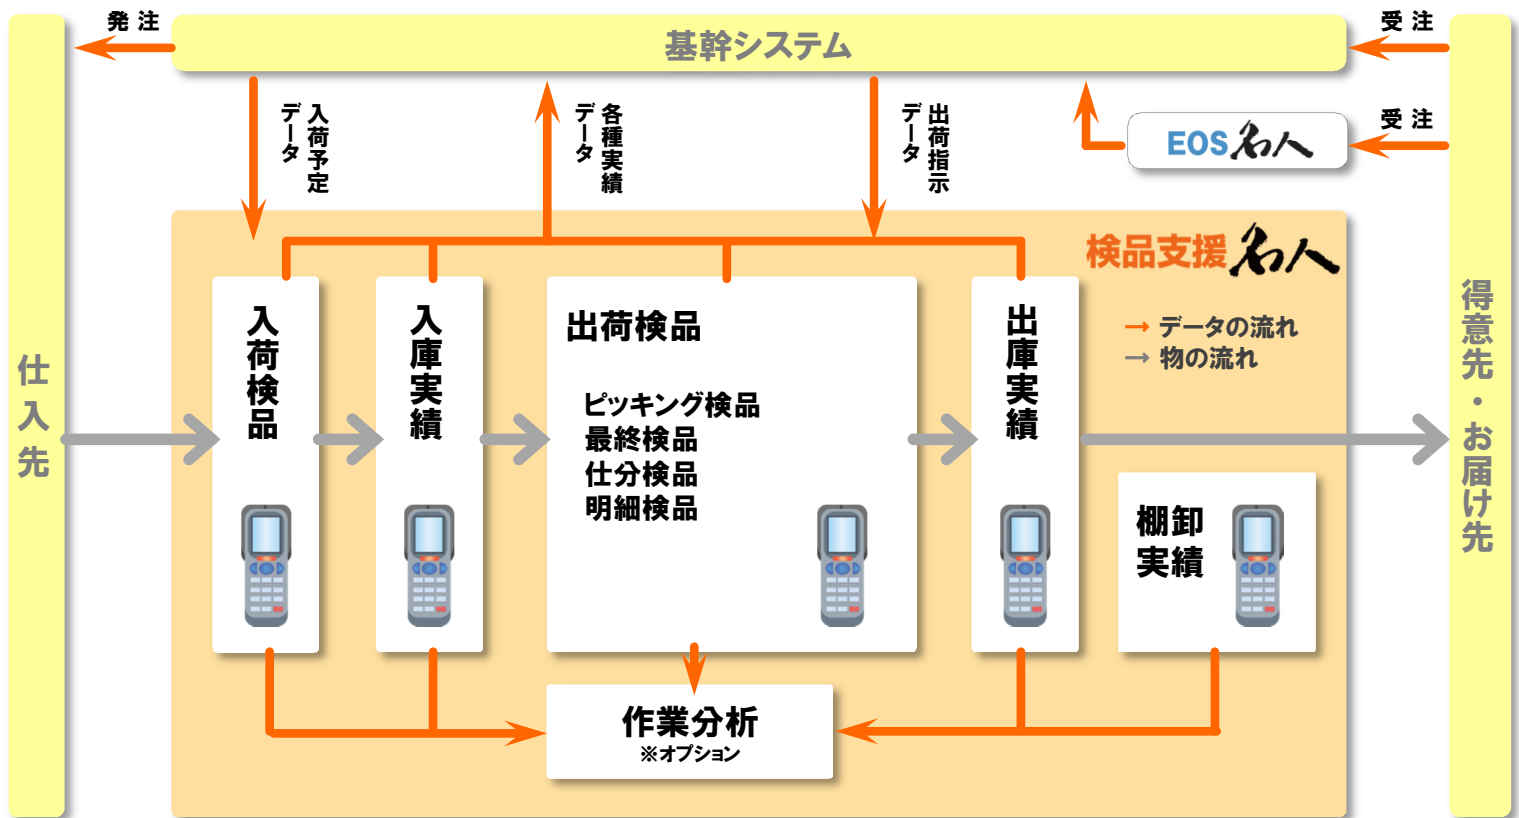 発 注
基幹システム
受 注
入荷予定
データ
各種実績
データ
出荷指示
データ
EOS名人
受 注
検品支援名人
→ データの流れ
→ 物の流れ
仕入先
入荷検品
入庫実績
出荷検品
ピッキング検品
最終検品
仕分検品
明細検品
出庫実績
棚卸
実績
得意先・お届け先
作業分析
※オプション